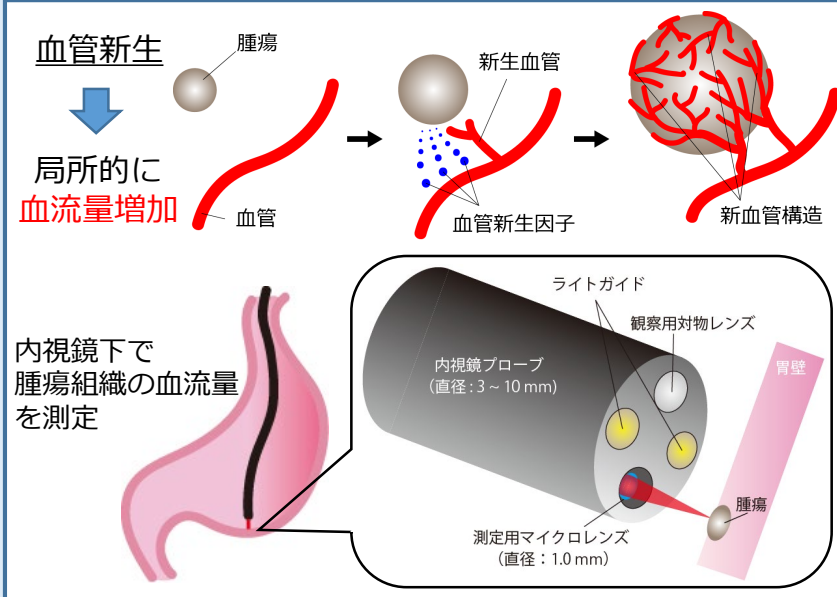 血管新生
腫瘍
新生血管
局所的に
血流量増加
血管
血管新生因子
新血管構造
内視鏡下で
腫瘍組織の血流量
を測定
ライトガイド
観察用対物レンズ
内視鏡プローブ
（直径 : 3 ~ 10 mm)
胃壁
腫瘍
測定用マイクロレンズ
（直径：1.0 mm）